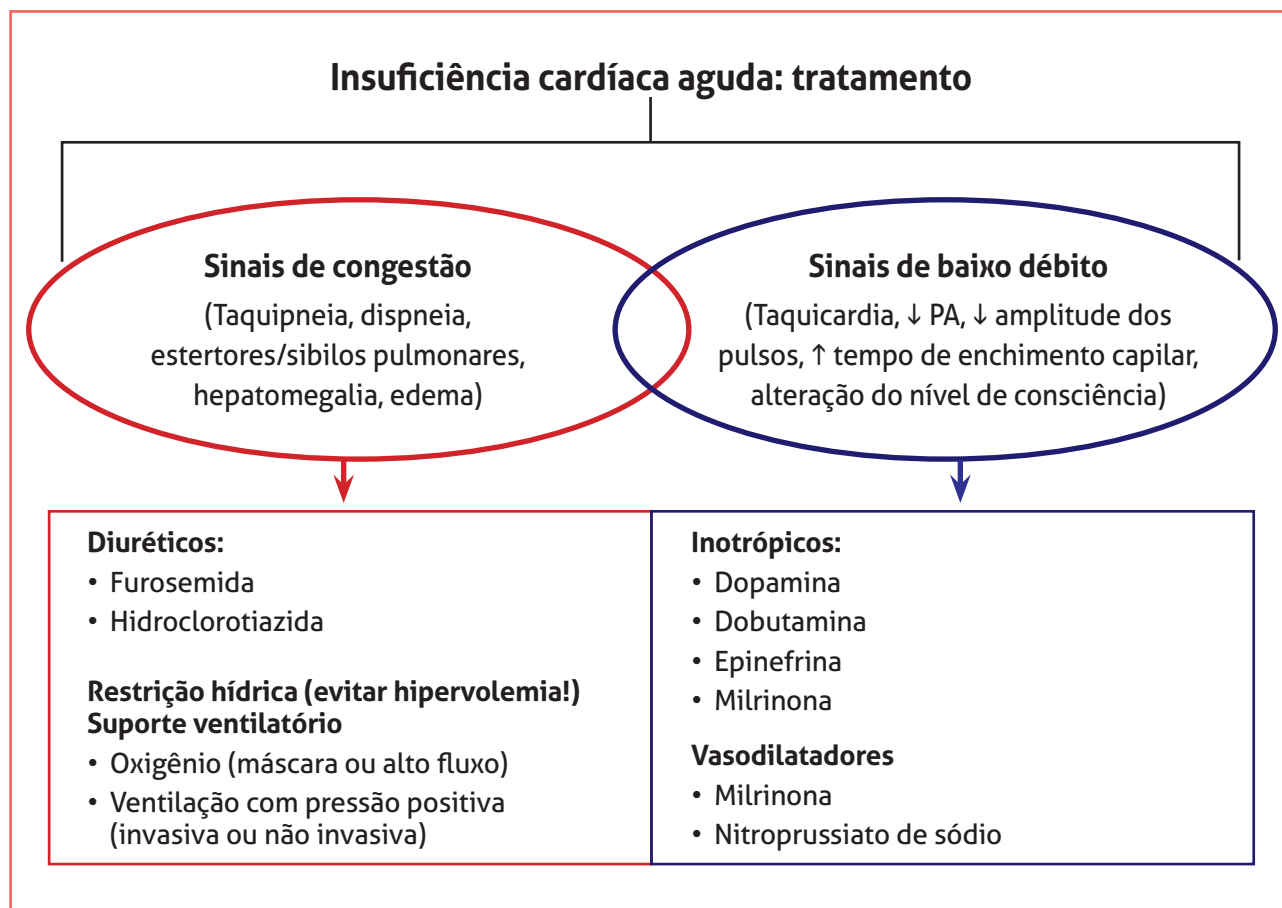 Insuficiência cardíaca aguda: tratamento
Sinais de congestão
(Taquipneia, dispneia,
estertores/sibilos pulmonares,
hepatomegalia, edema)
Sinais de baixo débito
(Taquicardia, ↓ PA, ↓ amplitude dos
pulsos, ↑ tempo de enchimento capilar,
alteração do nível de consciência)
Diuréticos:
• Furosemida
• Hidroclorotiazida
Restrição hídrica (evitar hipervolemia!)
Suporte ventilatório
• Oxigênio (máscara ou alto fluxo)
• Ventilação com pressão positiva
(invasiva ou não invasiva)
Inotrópicos:
• Dopamina
• Dobutamina
• Epinefrina
• Milrinona
Vasodilatadores
• Milrinona
• Nitroprussiato de sódio